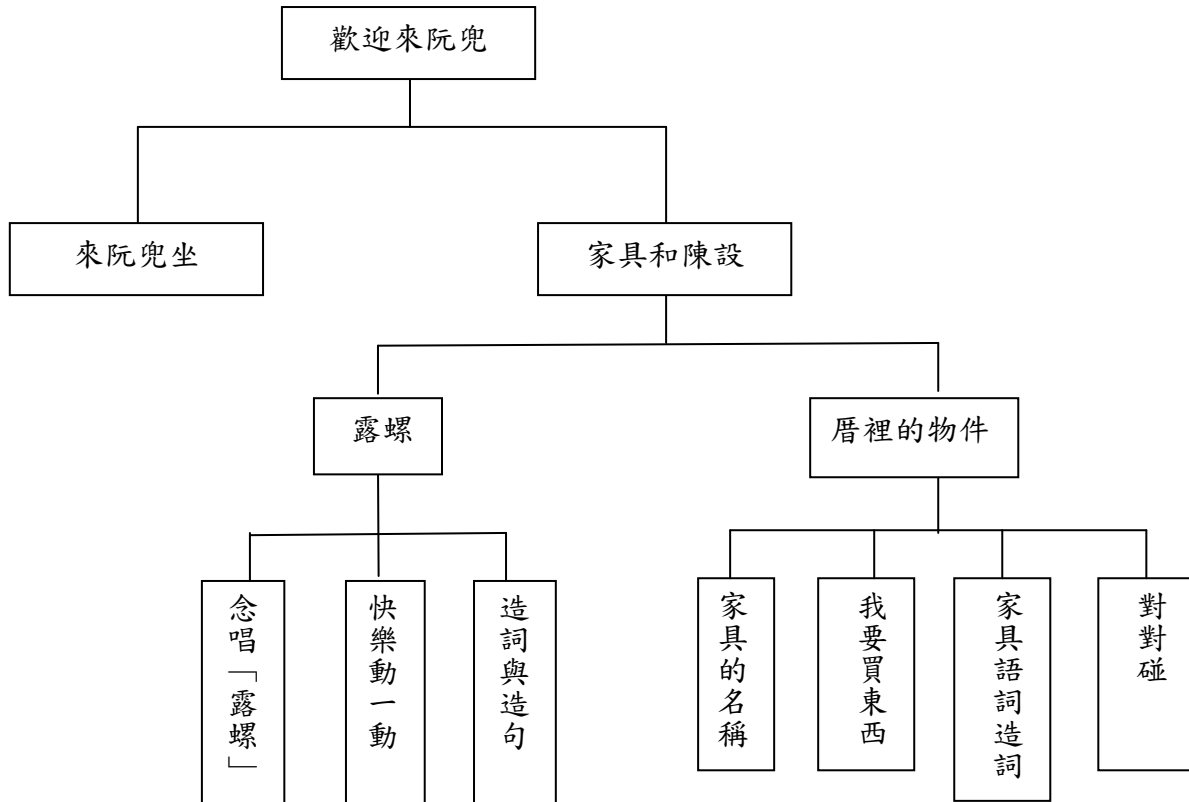 歡迎來阮兜
來阮兜坐
家具和陳設
露螺
厝裡的物件
念唱「露螺」
快樂動一動
造詞與造句
家具的名稱
我要買東西
家具語詞造詞
對對碰